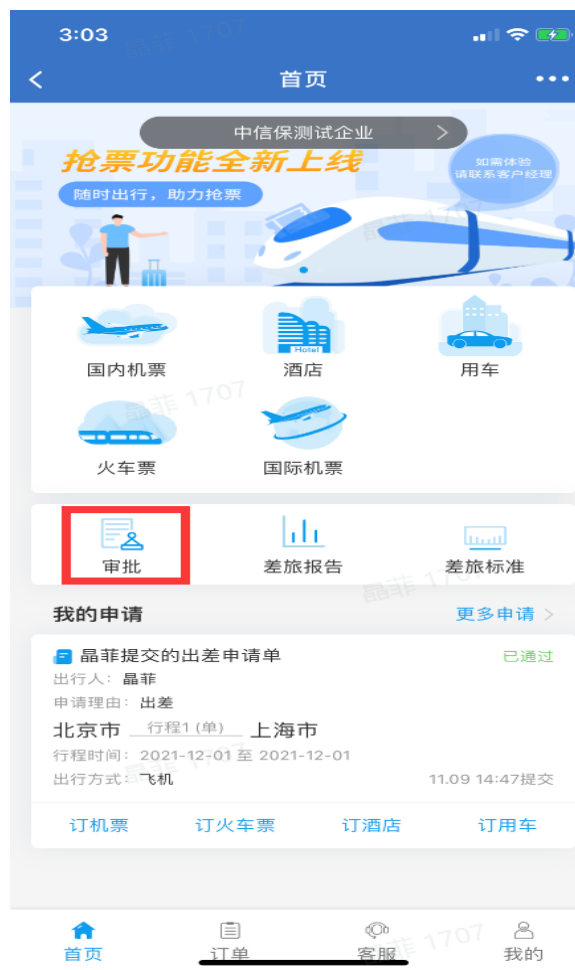 3:03
首页
中信保测试企业
抢票功能全新上线
如需体验
请联系客户经理
随时出行，助力抢票
Hotel
国内机票 酒店 用车
火车票 国际机票
审批 差旅报告 差旅标准
我的申请 更多申请
晶菲提交的出差申请单 已通过
出行人：晶菲
申请理由：出差
北京市 行程1 (单) 上海市
行程时间：2021-12-01 至 2021-12-01
出行方式：飞机 11.09 14:47提交
订机票 订火车票 订酒店 订用车
首页 订单 客服 我的
晶菲 1707